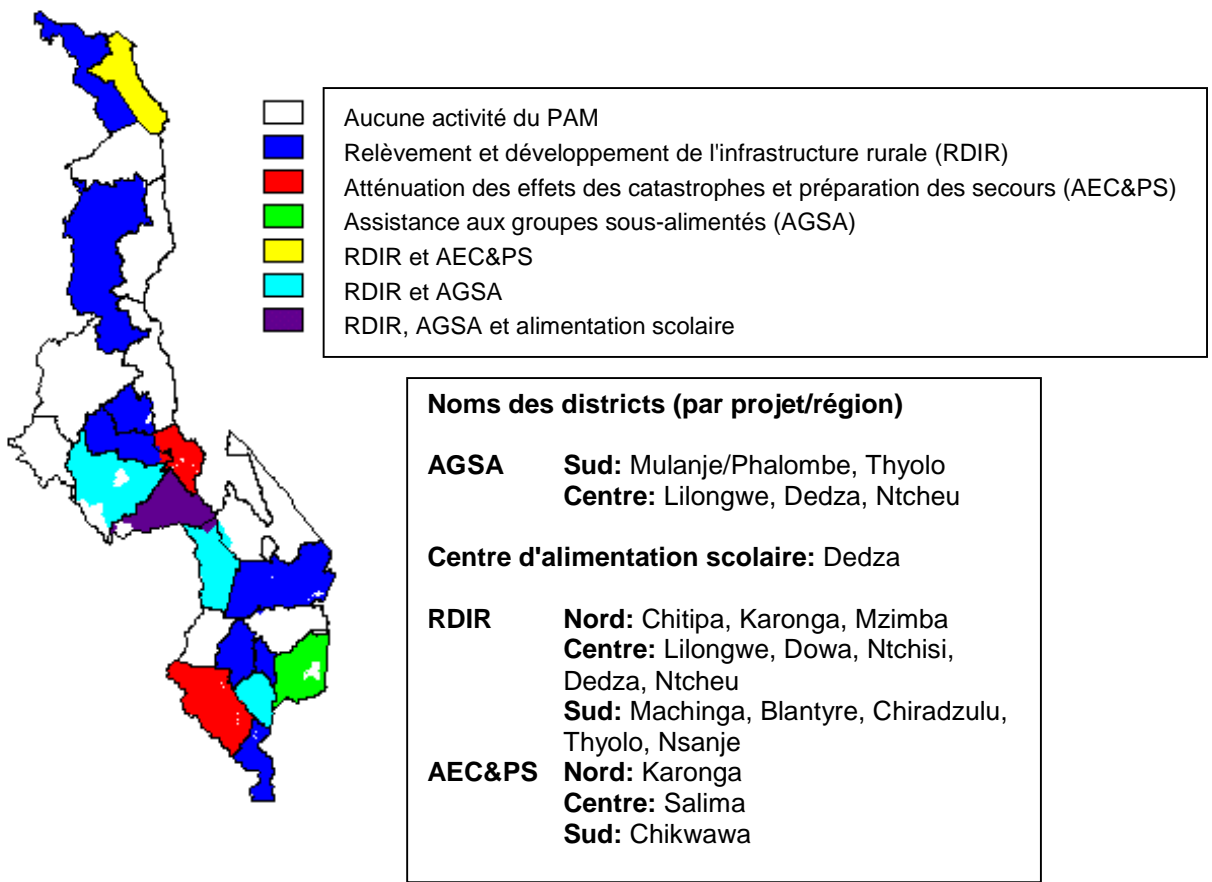 Aucune activité du PAM
Relèvement et développement de l'infrastructure rurale (RDIR)
Atténuation des effets des catastrophes et préparation des secours (AEC&PS)
Assistance aux groupes sous-alimentés (AGSA)
RDIR et AEC&PS
RDIR et AGSA
RDIR, AGSA et alimentation scolaire
Noms des districts (par projet/région)
AGSA Sud: Mulanje/Phalombe, Thyolo
Centre: Lilongwe, Dedza, Ntcheu
Centre d'alimentation scolaire: Dedza
RDIR Nord: Chitipa, Karonga, Mzimba
Centre: Lilongwe, Dowa, Ntchisi,
Dedza, Ntcheu
Sud: Machinga, Blantyre, Chiradzulu,
Thyolo, Nsanje
AEC&PS Nord: Karonga
Centre: Salima
Sud: Chikwawa